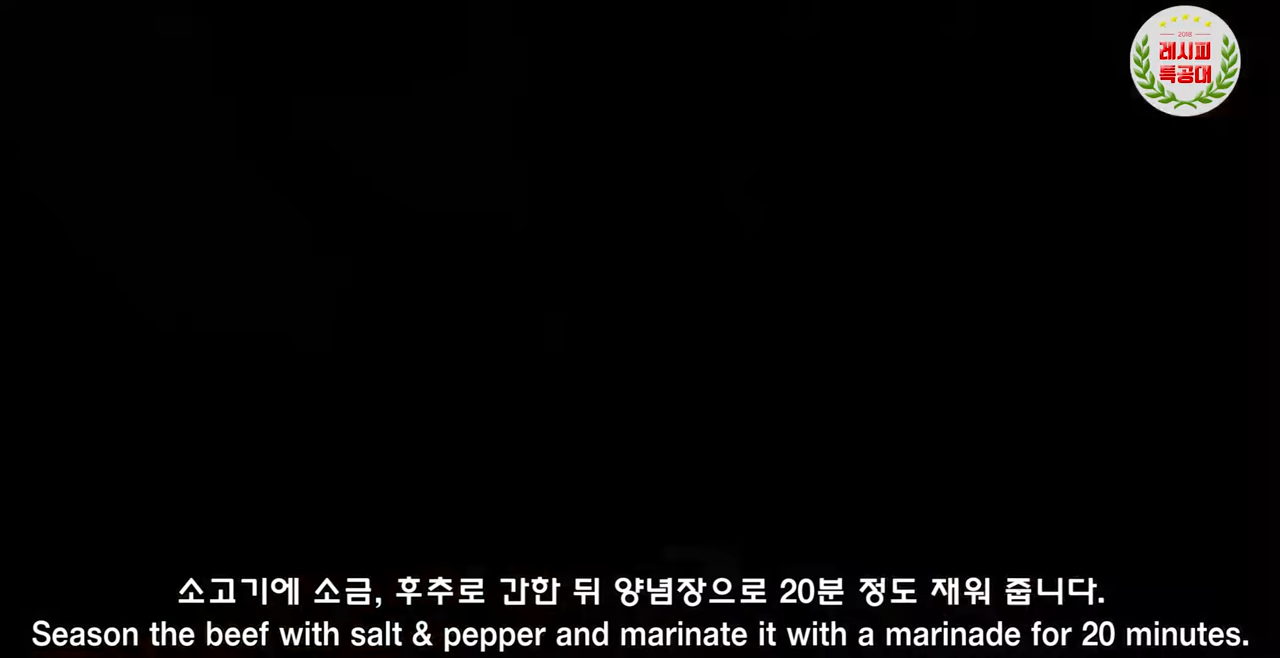 2018
레시피
특공대
소고기에 소금, 후추로 간한 뒤 양념장으로 20분 정도 재워 줍니다.
Season the beef with salt & pepper and marinate it with a marinade for 20 minutes.